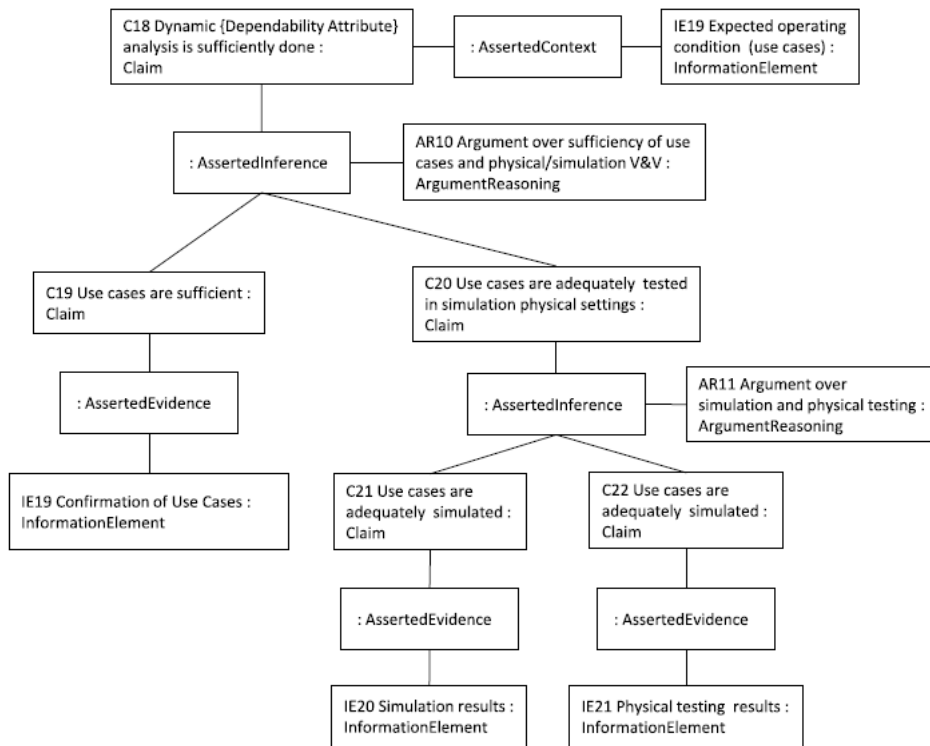 C18 Dynamic {Dependability Attribute}
analysis is sufficiently done :
Claim
: AssertedContext
IE19 Expected operating
condition (use cases) :
InformationElement
: AssertedInference
AR10 Argument over sufficiency of use
cases and physical/simulation V&V :
ArgumentReasoning
C19 Use cases are sufficient :
Claim
C20 Use cases are adequately tested
in simulation physical settings :
Claim
: AssertedEvidence
: AssertedInference
AR11 Argument over
simulation and physical testing :
ArgumentReasoning
IE19 Confirmation of Use Cases :
InformationElement
C21 Use cases are
adequately simulated :
Claim
C22 Use cases are
adequately simulated :
Claim
: AssertedEvidence
: AssertedEvidence
IE20 Simulation results :
InformationElement
IE21 Physical testing results :
InformationElement